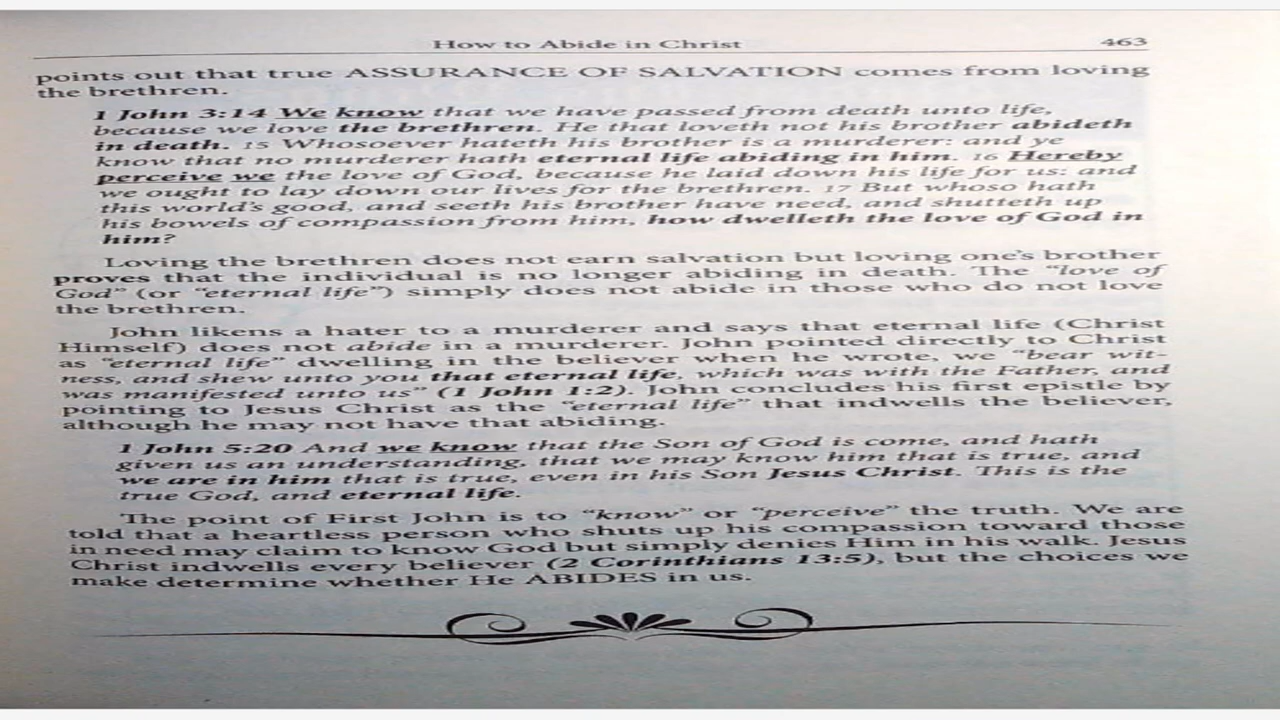 How to Abide in Christ 463
points out that true ASSURANCE OF SALVATION comes from loving
the brethren.
1 John 3:14 We know that we have passed from death unto life,
because we love the brethren. He that loveth not his brother abideth
in death. 15 Whosoever hateth his brother is a murderer: and ye
know that no murderer hath eternal life abiding in him. 16 Hereby
perceive we the love of God, because he laid down his life for us: and
we ought to lay down our lives for the brethren. 17 But whoso hath
this world's good, and seeth his brother have need, and shutteth up
his bowels of compassion from him, how dwelleth the love of God in
him?
Loving the brethren does not earn salvation but loving one's brother
proves that the individual is no longer abiding in death. The "love of
God" (or "eternal life") simply does not abide in those who do not love
the brethren.
John likens a hater to a murderer and says that eternal life (Christ
Himself) does not abide in a murderer. John pointed directly to Christ
as "eternal life" dwelling in the believer when he wrote, we "bear wit-
ness, and shew unto you that eternal life, which was with the Father, and
was manifested unto us" (1 John 1:2). John concludes his first epistle by
pointing to Jesus Christ as the "eternal life" that indwells the believer,
although he may not have that abiding.
1 John 5:20 And we know that the Son of God is come, and hath
given us an understanding, that we may know him that is true, and
we are in him that is true, even in his Son Jesus Christ. This is the
true God, and eternal life.
The point of First John is to "know" or "perceive" the truth. We are
told that a heartless person who shuts up his compassion toward those
in need may claim to know God but simply denies Him in his walk. Jesus
Christ indwells every believer (2 Corinthians 13:5), but the choices we
make determine whether He ABIDES in us.